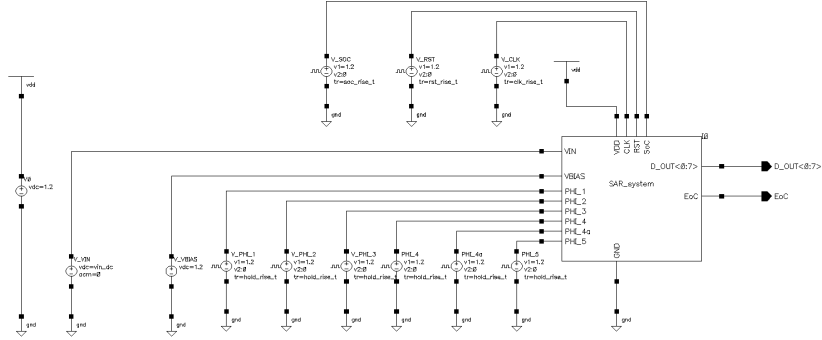 V_SOC
v1=1.2
v2:0
tr=soc_rise_t
gnd
V_RST
v1=1.2
v2:0
tr=rst_rise_t
gnd
V_CLK
v1=1.2
v2:0
tr=clk_rise_t
gnd
vdd
vdd
V0
vdc=1.2
gnd
I0
VDD
CLK
RST
SoC
VIN
VBIAS
PHI_1
PHI_2
PHI_3
PHI_4
PHI_4a
PHI_5
SAR_system
D_OUT<0:7>
EoC
GND
D_OUT<0:7>
EoC
V_VIN
vdc=vin_dc
acm=0
gnd
V_VBIAS
vdc=1.2
gnd
V_PHI_1
v1=1.2
v2:0
tr=hold_rise_t
gnd
V_PHI_2
v1=1.2
v2:0
tr=hold_rise_t
gnd
V_PHI_3
v1=1.2
v2:0
tr=hold_rise_t
gnd
PHI_4
v1=1.2
v2:0
tr=hold_rise_t
gnd
PHI_4a
v1=1.2
v2:0
tr=hold_rise_t
gnd
PHI_5
v1=1.2
v2:0
tr=hold_rise_t
gnd
gnd